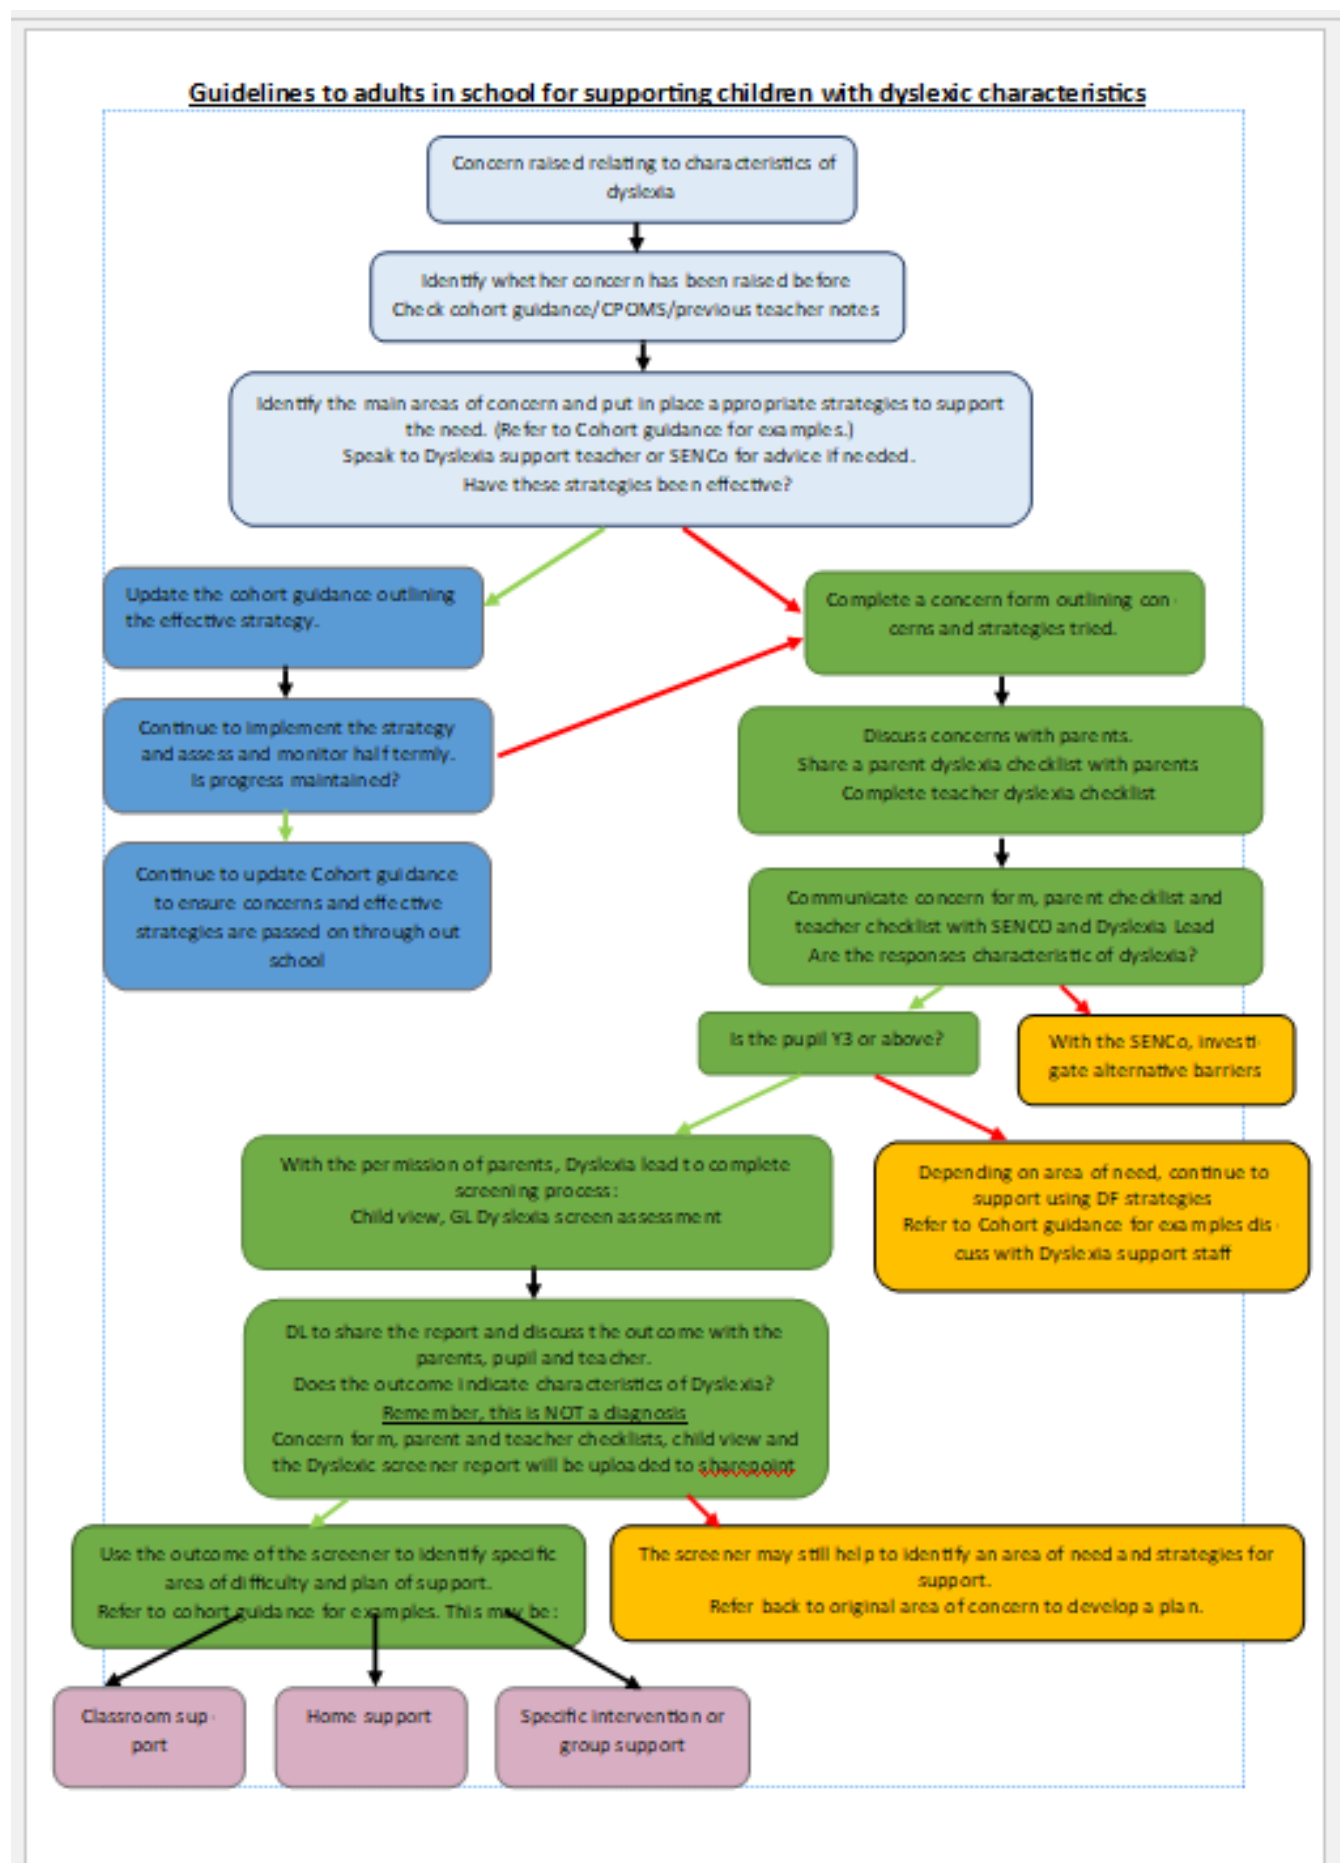 Guidelines to adults in school for supporting children with dyslexic characteristics
Concern raised relating to characteristics of
dyslexia
Identify whether concern has been raised before
Check cohort guidance/CPOMS/previous teacher notes
Identify the main areas of concern and put in place appropriate strategies to support
the need. (Refer to Cohort guidance for examples.)
Speak to Dyslexia support teacher or SENCo for advice if needed.
Have these strategies been effective?
Update the cohort guidance outlining
the effective strategy.
Complete a concern form outlining con-
cerns and strategies tried.
Continue to implement the strategy
and assess and monitor half termly.
Is progress maintained?
Discuss concerns with parents.
Share a parent dyslexia checklist with parents
Complete teacher dyslexia checklist
Continue to update Cohort guidance
to ensure concerns and effective
strategies are passed on through out
school
Communicate concern form, parent checklist and
teacher checklist with SENCO and Dyslexia Lead
Are the responses characteristic of dyslexia?
Is the pupil Y3 or above?
With the SENCo, investi-
gate alternative barriers
With the permission of parents, Dyslexia lead to complete
screening process:
Child view, GL Dyslexia screen assessment
Depending on area of need, continue to
support using DF strategies
Refer to Cohort guidance for examples dis-
cuss with Dyslexia support staff
DL to share the report and discuss the outcome with the
parents, pupil and teacher.
Does the outcome indicate characteristics of Dyslexia?
Remember, this is NOT a diagnosis
Concern form, parent and teacher checklists, child view and
the Dyslexic screener report will be uploaded to sharepoint
Use the outcome of the screener to identify specific
area of difficulty and plan of support.
Refer to cohort guidance for examples. This may be:
The screener may still help to identify an area of need and strategies for
support.
Refer back to original area of concern to develop a plan.
Classroom sup-
port
Home support
Specific intervention or
group support